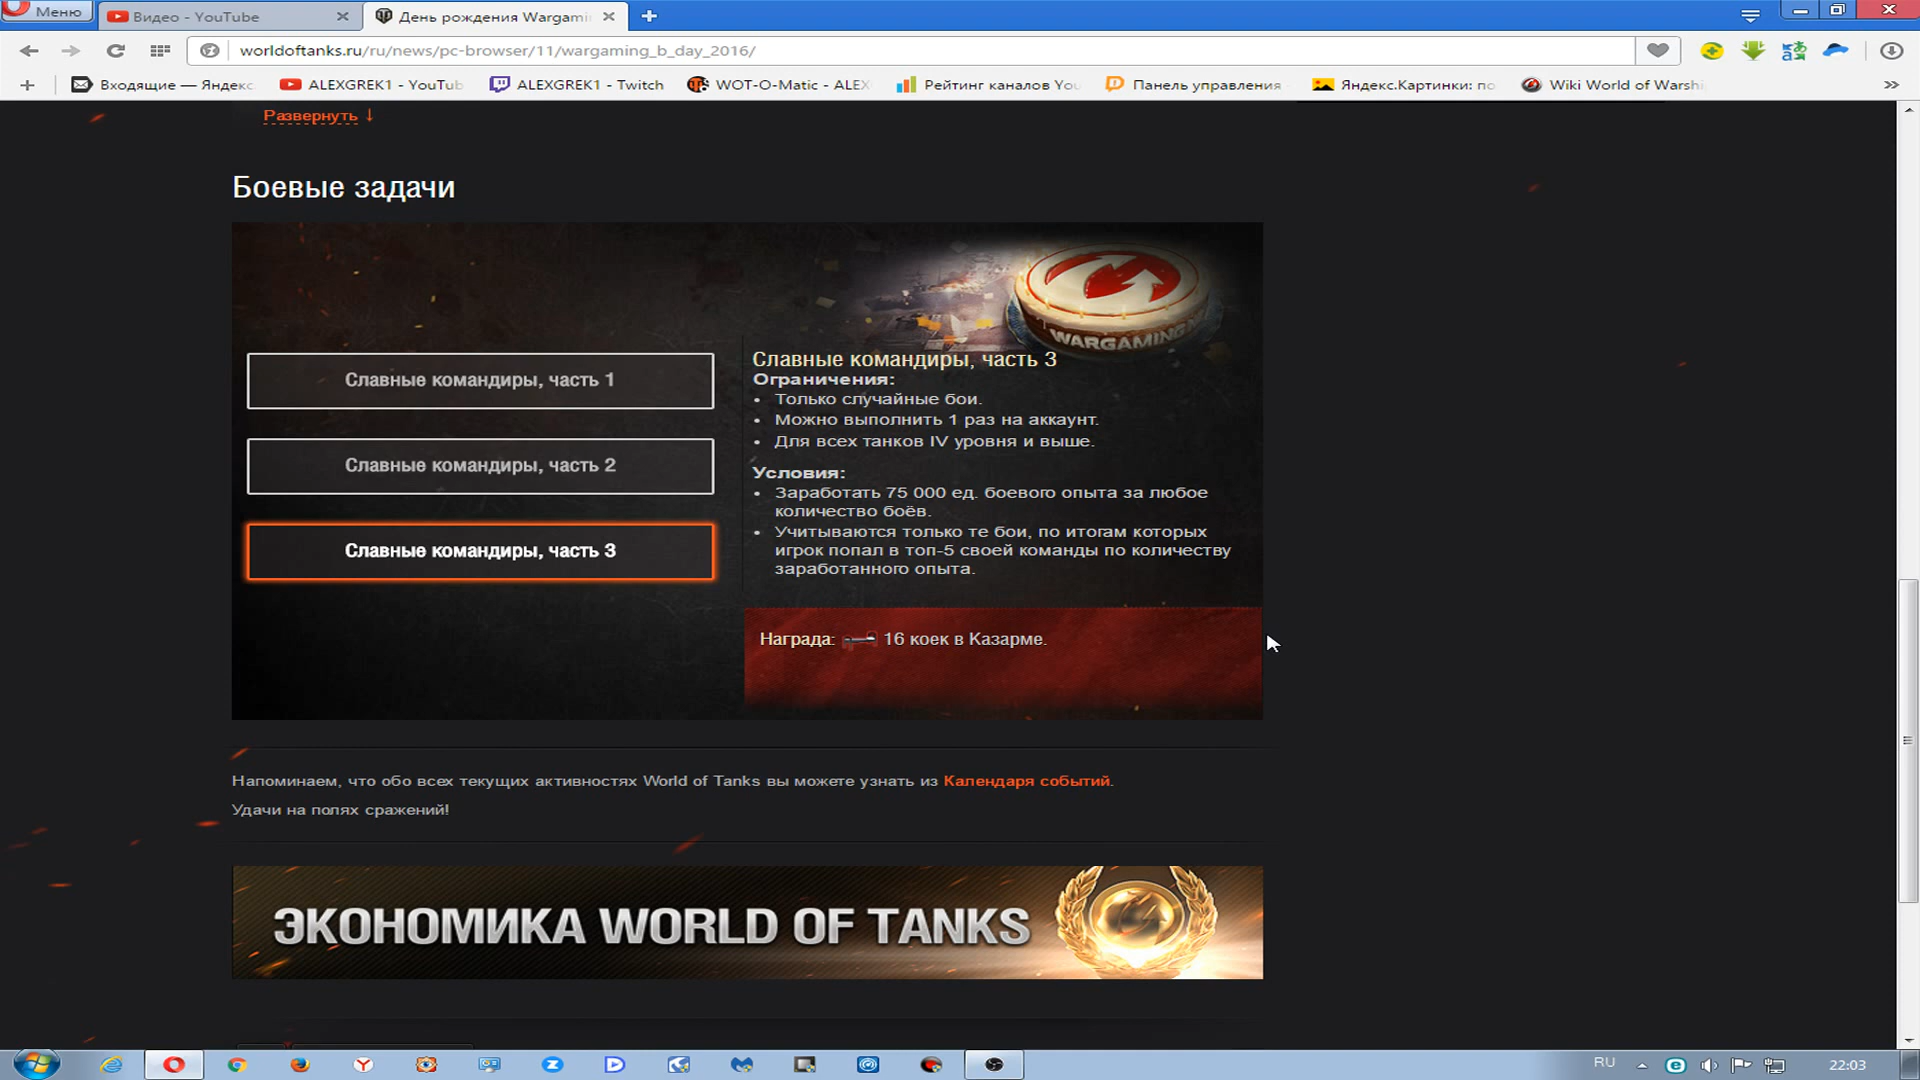 Меню
Видео - YouTube
День рождения Wargami
worldoftanks.ru/ru/news/pc-browser/11/wargaming_b_day_2016/
Входящие — Яндекс
ALEXGREK1 - YouTub
ALEXGREK1 - Twitch
WOT-O-Matic - ALEX
Рейтинг каналов You
Панель управления
Яндекс.Картинки: по
Wiki World of Warshi
Развернуть ↓
Боевые задачи
WARGAMING
Славные командиры, часть 1
Славные командиры, часть 2
Славные командиры, часть 3
Славные командиры, часть 3
Ограничения:
• Только случайные бои.
• Можно выполнить 1 раз на аккаунт.
• Для всех танков IV уровня и выше.
Условия:
• Заработать 75 000 ед. боевого опыта за любое
количество боёв.
• Учитываются только те бои, по итогам которых
игрок попал в топ-5 своей команды по количеству
заработанного опыта.
Награда: 16 коек в Казарме.
Напоминаем, что обо всех текущих активностях World of Tanks вы можете узнать из Календаря событий.
Удачи на полях сражений!
ЭКОНОМИКА WORLD OF TANKS
RU
22:03